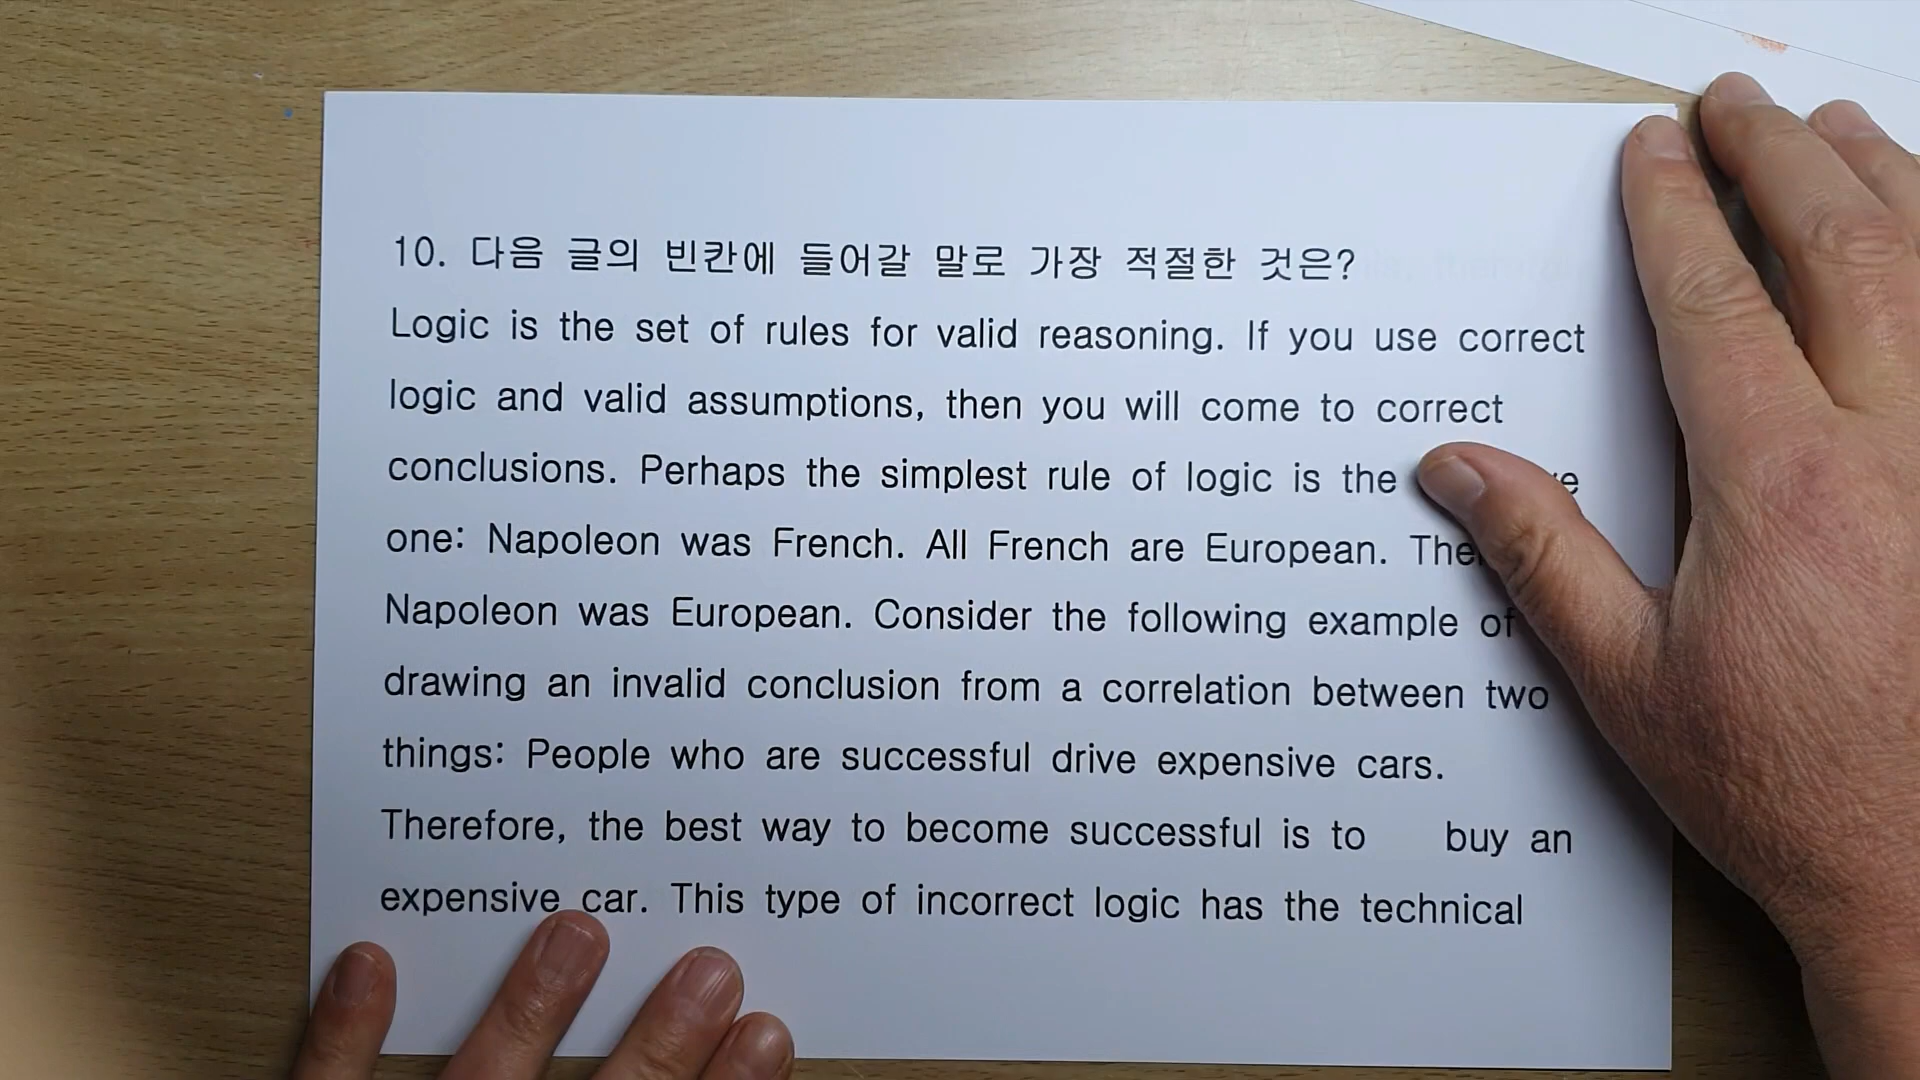 10. 다음 글의 빈칸에 들어갈 말로 가장 적절한 것은?
Logic is the set of rules for valid reasoning. If you use correct
logic and valid assumptions, then you will come to correct
conclusions. Perhaps the simplest rule of logic is the
one: Napoleon was French. All French are European.
Napoleon was European. Consider the following example of
drawing an invalid conclusion from a correlation between two
things: People who are successful drive expensive cars.
Therefore, the best way to become successful is to buy an
expensive car. This type of incorrect logic has the technical